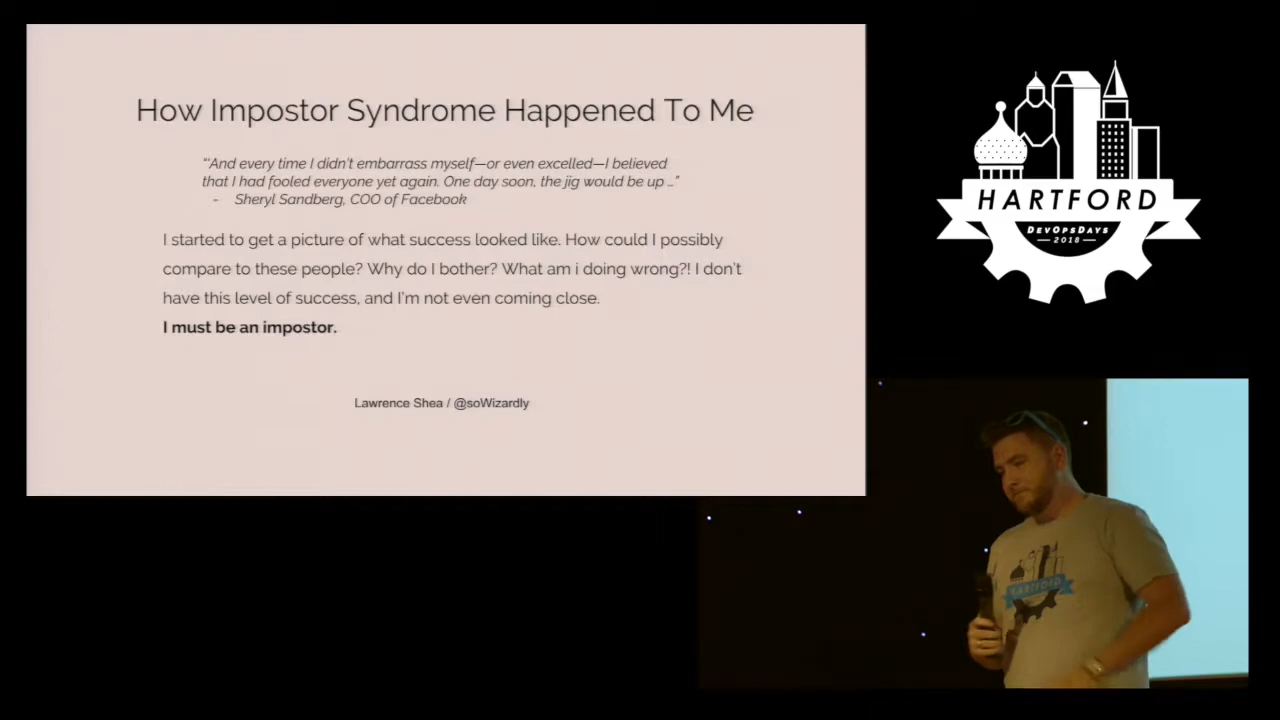 How Impostor Syndrome Happened To Me
"'And every time I didn't embarrass myself—or even excelled—I believed
that I had fooled everyone yet again. One day soon, the jig would be up …"
- Sheryl Sandberg, COO of Facebook
I started to get a picture of what success looked like. How could I possibly
compare to these people? Why do I bother? What am i doing wrong?! I don't
have this level of success, and I'm not even coming close.
I must be an impostor.
Lawrence Shea / @soWizardly
HARTFORD
DEVOPSDAYS
2018
HARTFORD